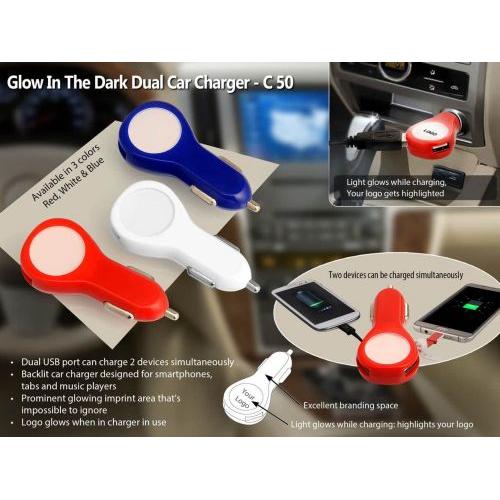 Glow In The Dark Dual Car Charger - C 50
Available in 3 colors
Red, White & Blue
LOGO
Light glows while charging,
Your logo gets highlighted
Two devices can be charged simultaneously
• Dual USB port can charge 2 devices simultaneously
• Backlit car charger designed for smartphones,
tabs and music players
• Prominent glowing imprint area that's
impossible to ignore
• Logo glows when in charger in use
Your
Logo
Excellent branding space
Light glows while charging: highlights your logo